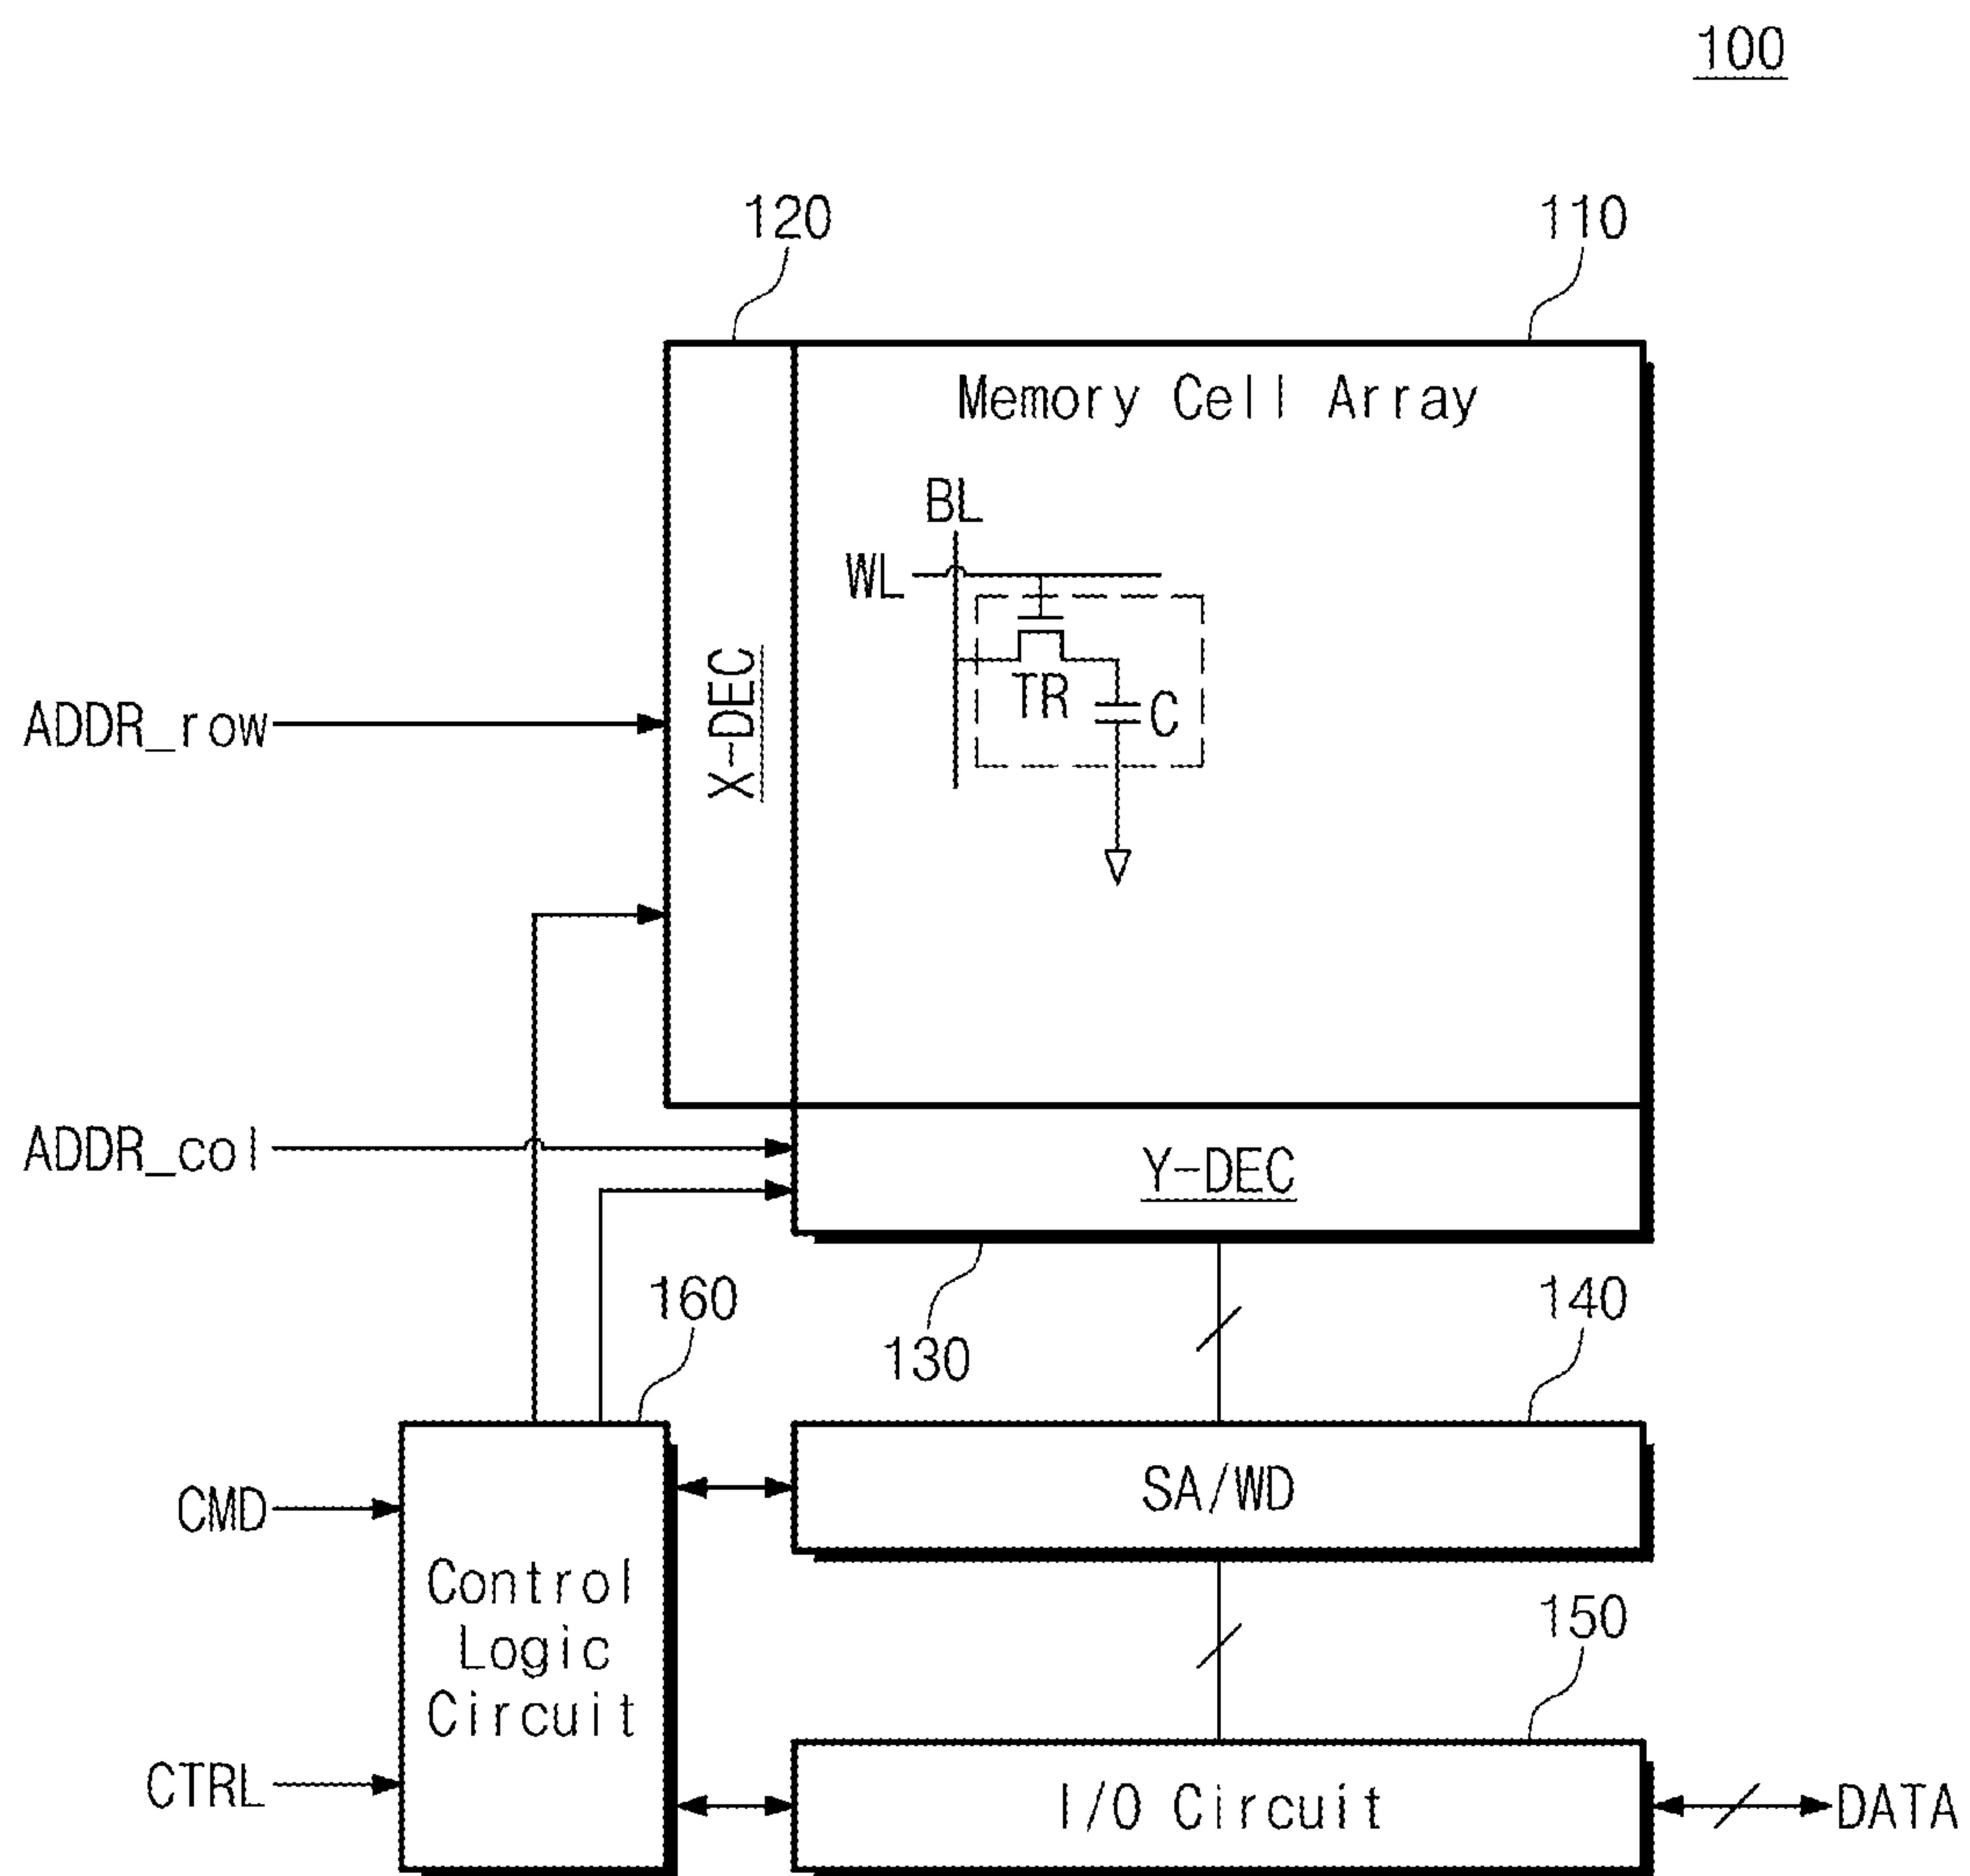 100
120
110
Memory Cell Array
BL
WL
TR
C
X-DEC
ADDR_row
ADDR_col
Y-DEC
160
130
140
CMD
SA/WD
Control
Logic
Circuit
150
CTRL
I/O Circuit
DATA